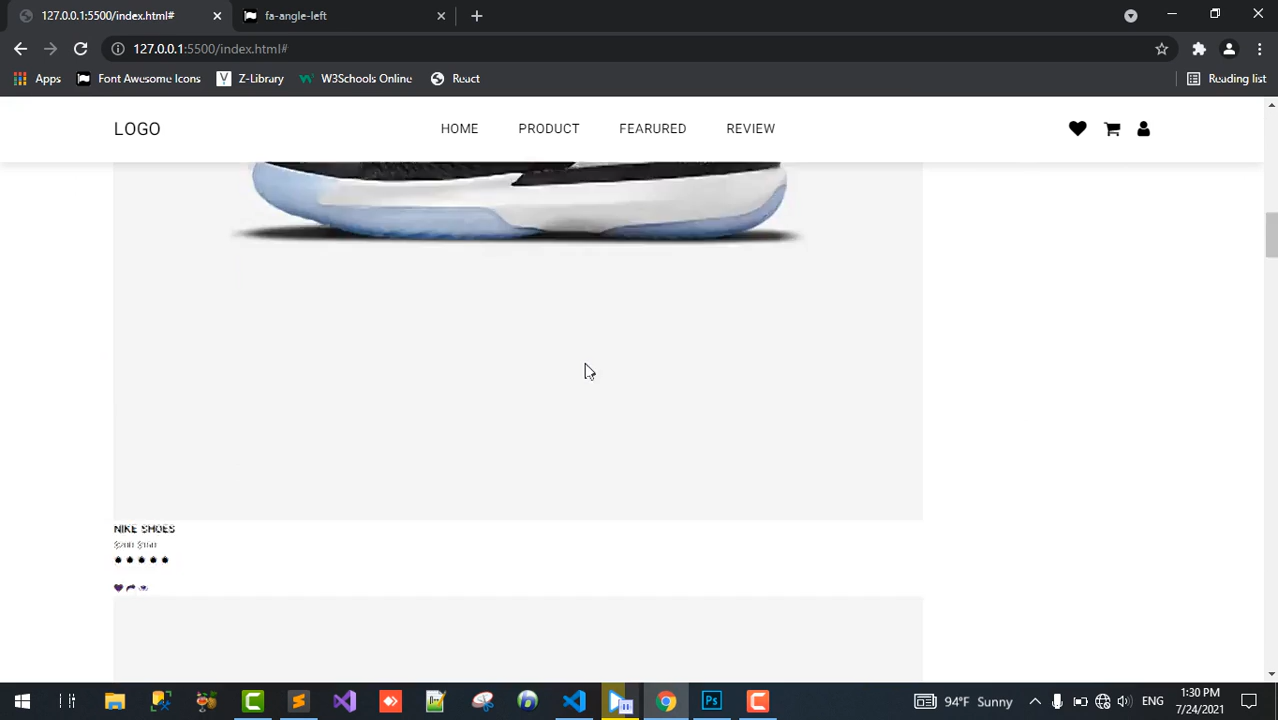 127.0.0.1:5500/index.html#
fa-angle-left
127.0.0.1:5500/index.html#
Apps
Font Awesome Icons
Z-Library
W3Schools Online
React
Reading list
LOGO
HOME
PRODUCT
FEARURED
REVIEW
NIKE SHOES
$200 $160
94°F Sunny
ENG
1:30 PM
7/24/2021